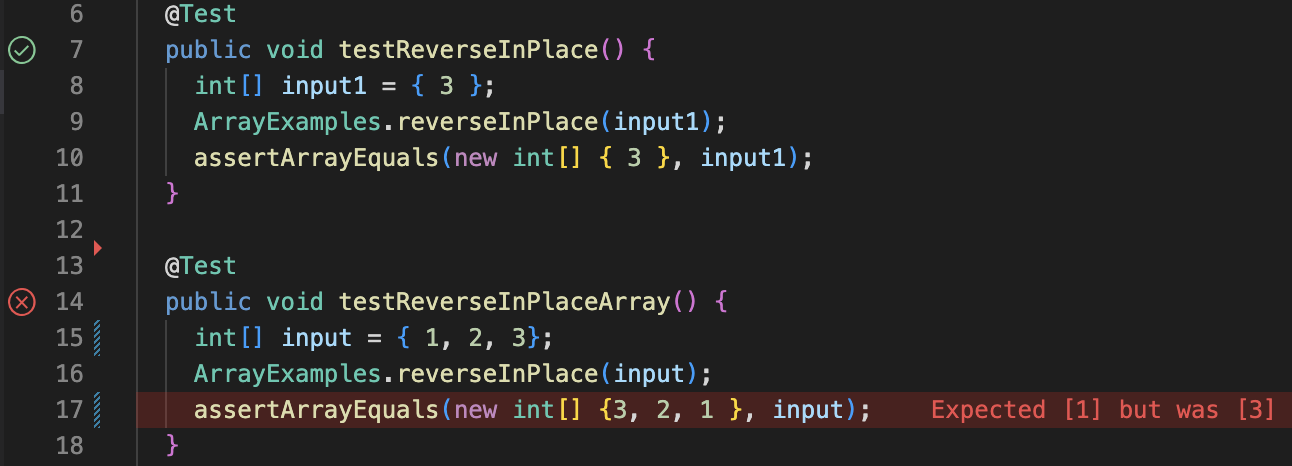 6 @Test
7 public void testReverseInPlace() {
8 int[] input1 = { 3 };
9 ArrayExamples.reverseInPlace(input1);
10 assertArrayEquals(new int[] { 3 }, input1);
11 }
12
13 @Test
14 public void testReverseInPlaceArray() {
15 int[] input = { 1, 2, 3};
16 ArrayExamples.reverseInPlace(input);
17 assertArrayEquals(new int[] {3, 2, 1 }, input); Expected [1] but was [3]
18 }